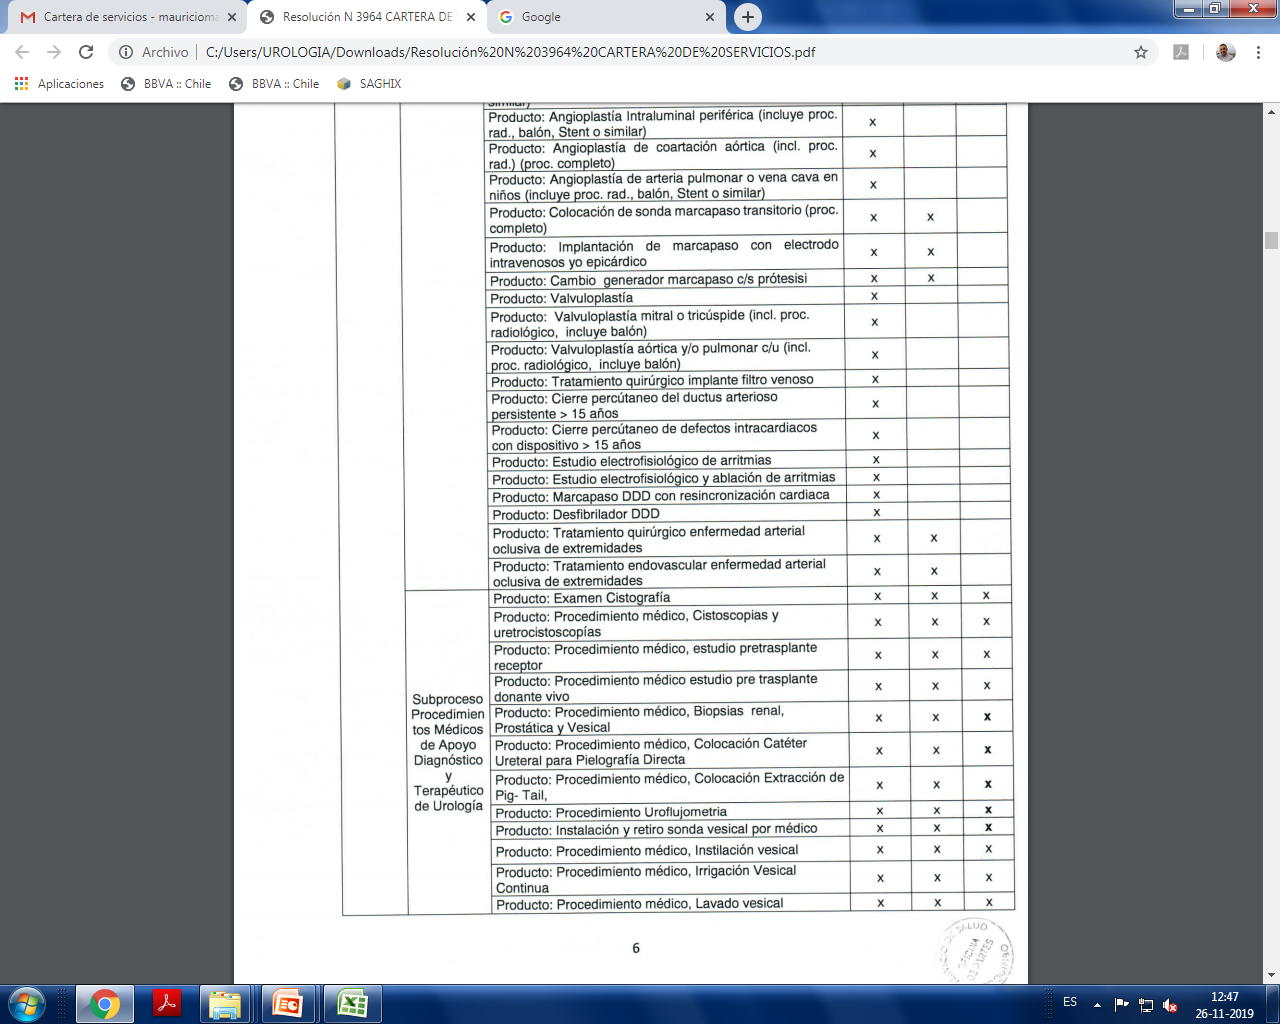 Cartera de servicios - mauricioma
Resolución N 3964 CARTERA DE
Google
Archivo
C:/Users/UROLOGIA/Downloads/Resolución%20N%203964%20CARTERA%20DE%20SERVICIOS.pdf
Aplicaciones
BBVA :: Chile
BBVA :: Chile
SAGHIX
similar)
Producto: Angioplastía Intraluminal periférica (incluye proc.
rad., balón, Stent o similar) x
Producto: Angioplastía de coartación aórtica (incl. proc.
rad.) (proc. completo) x
Producto: Angioplastía de arteria pulmonar o vena cava en
niños (incluye proc. rad., balón, Stent o similar) x
Producto: Colocación de sonda marcapaso transitorio (proc.
completo) x x
Producto: Implantación de marcapaso con electrodo
intravenosos yo epicárdico x x
Producto: Cambio generador marcapaso c/s prótesisi x x
Producto: Valvuloplastía x
Producto: Valvuloplastía mitral o tricúspide (incl. proc.
radiológico, incluye balón) x
Producto: Valvuloplastía aórtica y/o pulmonar c/u (incl.
proc. radiológico, incluye balón) x
Producto: Tratamiento quirúrgico implante filtro venoso x
Producto: Cierre percútaneo del ductus arterioso
persistente > 15 años x
Producto: Cierre percútaneo de defectos intracardiacos
con dispositivo > 15 años x
Producto: Estudio electrofisiológico de arritmias x
Producto: Estudio electrofisiológico y ablación de arritmias x
Producto: Marcapaso DDD con resincronización cardiaca x
Producto: Desfibrilador DDD x
Producto: Tratamiento quirúrgico enfermedad arterial
oclusiva de extremidades x x
Producto: Tratamiento endovascular enfermedad arterial
oclusiva de extremidades x x
Subproceso
Procedimien
tos Médicos
de Apoyo
Diagnóstico
y
Terapéutico
de Urología
Producto: Examen Cistografía x x x
Producto: Procedimiento médico, Cistoscopias y
uretrocistoscopías x x x
Producto: Procedimiento médico, estudio pretrasplante
receptor x x x
Producto: Procedimiento médico estudio pre trasplante
donante vivo x x x
Producto: Procedimiento médico, Biopsias renal,
Prostática y Vesical x x x
Producto: Procedimiento médico, Colocación Catéter
Ureteral para Pielografía Directa x x x
Producto: Procedimiento médico, Colocación Extracción de
Pig- Tail, x x x
Producto: Procedimiento Uroflujometria x x x
Producto: Instalación y retiro sonda vesical por médico x x x
Producto: Procedimiento médico, Instilación vesical x x x
Producto: Procedimiento médico, Irrigación Vesical
Continua x x x
Producto: Procedimiento médico, Lavado vesical x x x
6
DE SALUD
OFICINA
DE PARTES
ES
12:47
26-11-2019